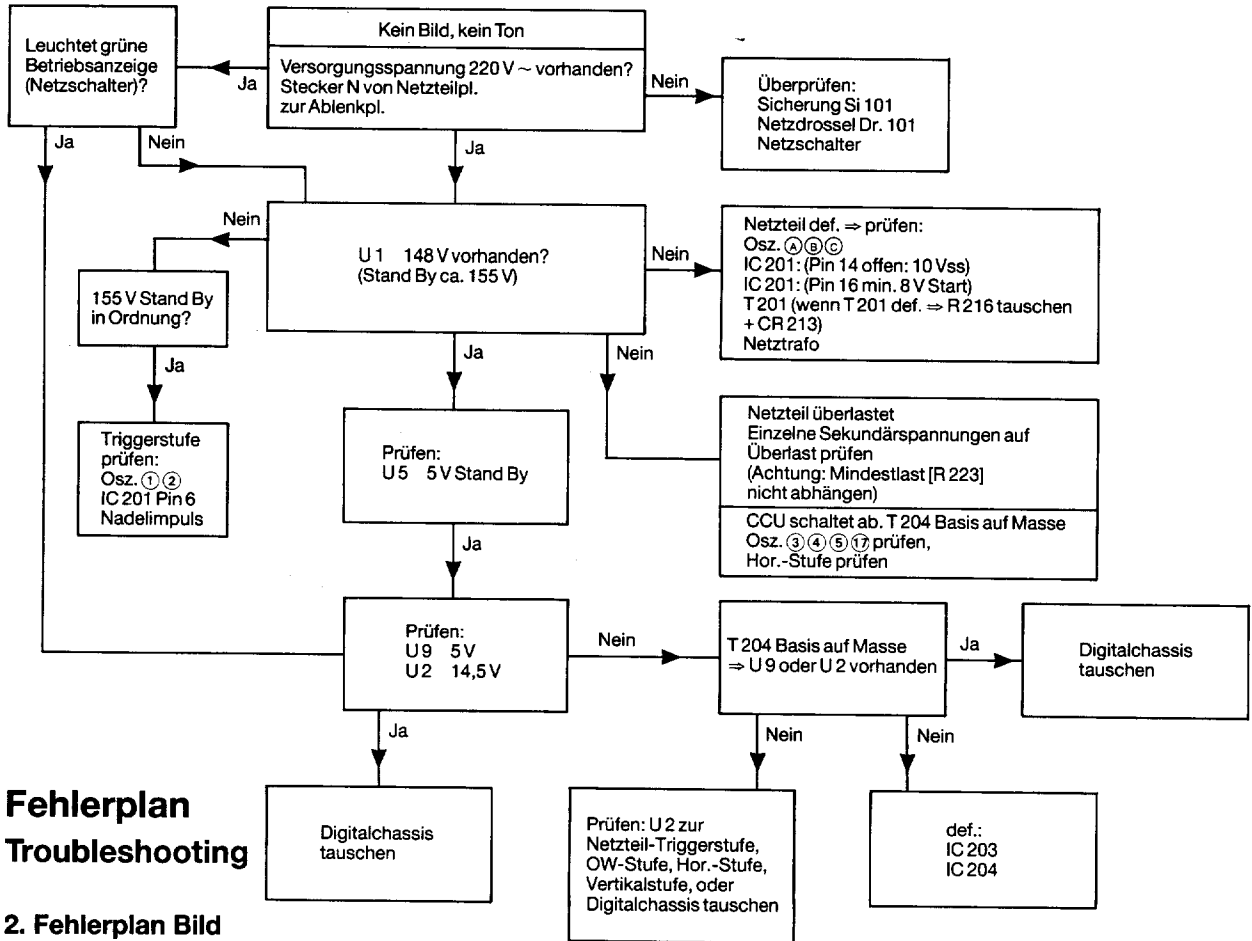 Kein Bild, kein Ton
Versorgungsspannung 220 V ~ vorhanden?
Stecker N von Netzteilpl.
zur Ablenkpl.
Ja
Leuchtet grüne
Betriebsanzeige
(Netzschalter)?
Nein
Überprüfen:
Sicherung Si 101
Netzdrossel Dr. 101
Netzschalter
Ja
Nein
Ja
U 1 148 V vorhanden?
(Stand By ca. 155 V)
Nein
155 V Stand By
in Ordnung?
Ja
Triggerstufe
prüfen:
Osz. ① ②
IC 201 Pin 6
Nadelimpuls
Nein
Netzteil def. ⇒ prüfen:
Osz. Ⓐ Ⓑ Ⓒ
IC 201: (Pin 14 offen: 10 Vss)
IC 201: (Pin 16 min. 8 V Start)
T 201 (wenn T 201 def. ⇒ R 216 tauschen
+ CR 213)
Netztrafo
Ja
Nein
Netzteil überlastet
Einzelne Sekundärspannungen auf
Überlast prüfen
(Achtung: Mindestlast [R 223]
nicht abhängen)
CCU schaltet ab. T 204 Basis auf Masse
Osz. ③ ④ ⑤ ⑰ prüfen,
Hor.-Stufe prüfen
Prüfen:
U 5 5 V Stand By
Ja
Prüfen:
U 9 5 V
U 2 14,5 V
Nein
T 204 Basis auf Masse
⇒ U 9 oder U 2 vorhanden
Ja
Digitalchassis
tauschen
Ja
Nein
Nein
Digitalchassis
tauschen
Prüfen: U 2 zur
Netzteil-Triggerstufe,
OW-Stufe, Hor.-Stufe,
Vertikalstufe, oder
Digitalchassis tauschen
def.:
IC 203
IC 204
Fehlerplan
Troubleshooting
2. Fehlerplan Bild